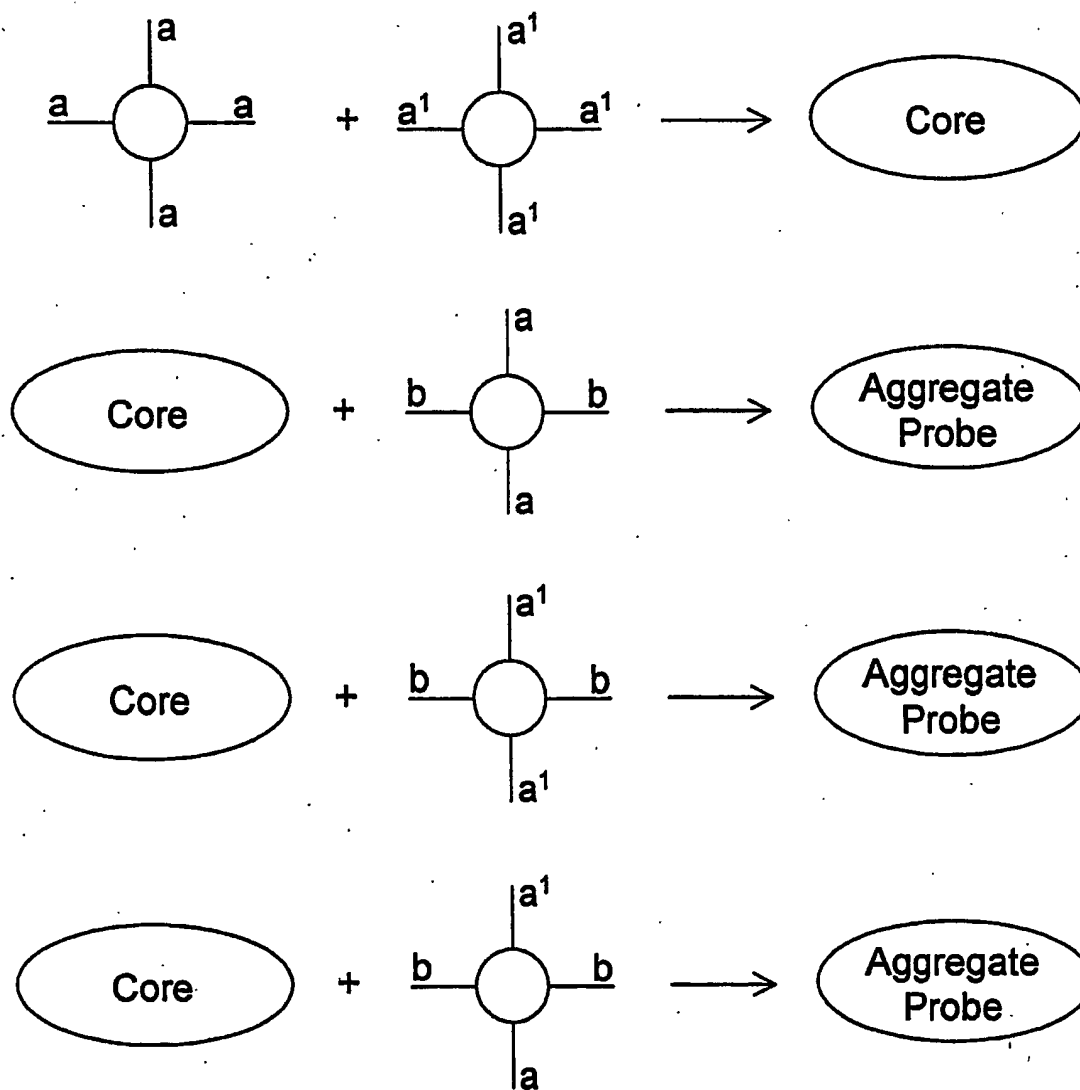 a
a a
a
+
a¹
a¹ a¹
a¹
Core
Core
+
a
b b
a
Aggregate
Probe
Core
+
a¹
b b
a¹
Aggregate
Probe
Core
+
a¹
b b
a
Aggregate
Probe